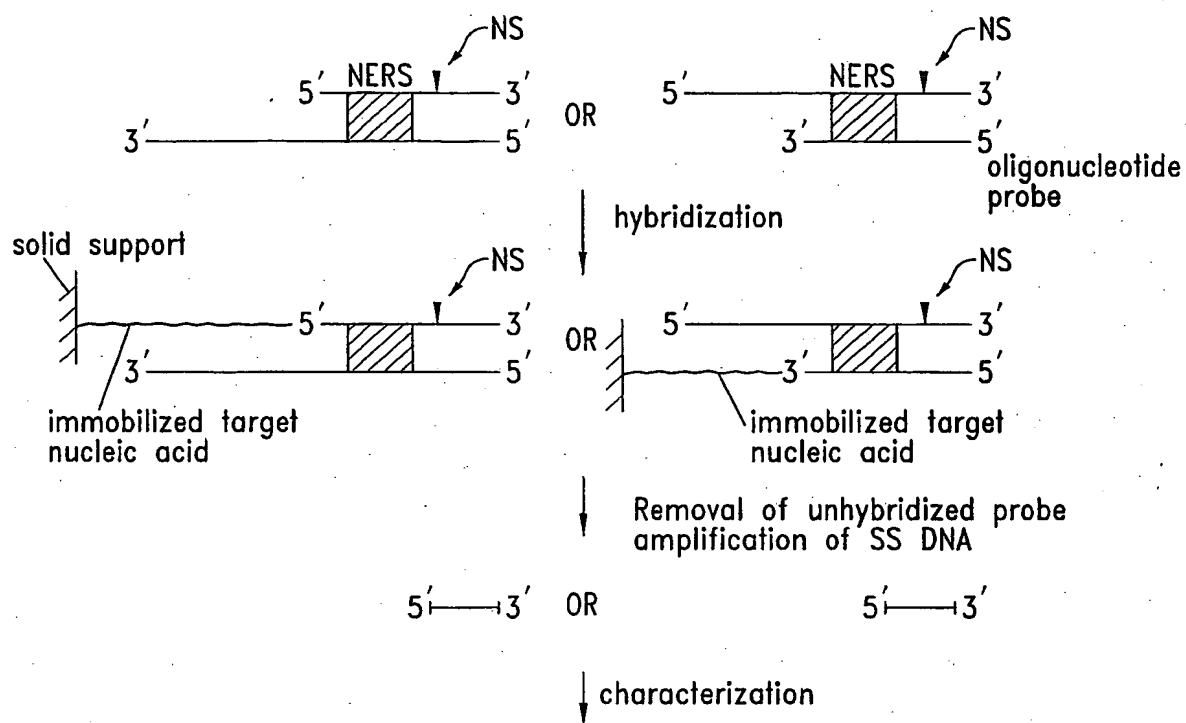 NS
NS
NERS
NERS
5′ 3′ 5′ 3′
OR
3′ 5′ 3′ 5′
oligonucleotide
probe
hybridization
solid support
NS
NS
5′ 3′ 5′ 3′
OR
3′ 5′ 3′ 5′
immobilized target
nucleic acid
immobilized target
nucleic acid
Removal of unhybridized probe
amplification of SS DNA
5′ 3′ OR 5′ 3′
characterization